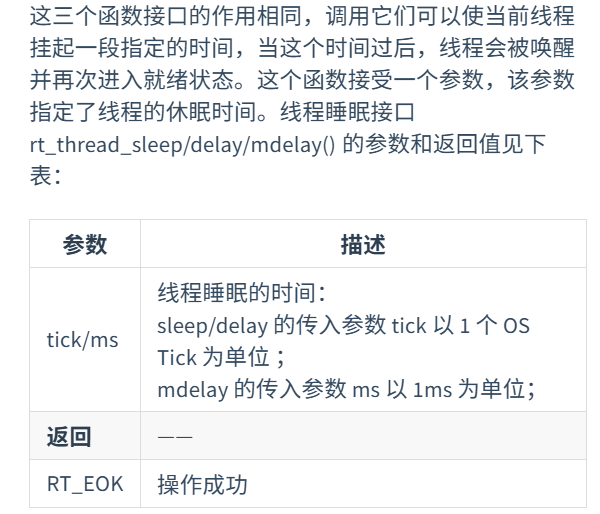 这三个函数接口的作用相同，调用它们可以使当前线程
挂起一段指定的时间，当这个时间过后，线程会被唤醒
并再次进入就绪状态。这个函数接受一个参数，该参数
指定了线程的休眠时间。线程睡眠接口
rt_thread_sleep/delay/mdelay() 的参数和返回值见下
表：
参数 描述
线程睡眠的时间：
sleep/delay 的传入参数 tick 以 1 个 OS
tick/ms
Tick 为单位 ；
mdelay 的传入参数 ms 以 1ms 为单位；
返回 ——
RT_EOK 操作成功